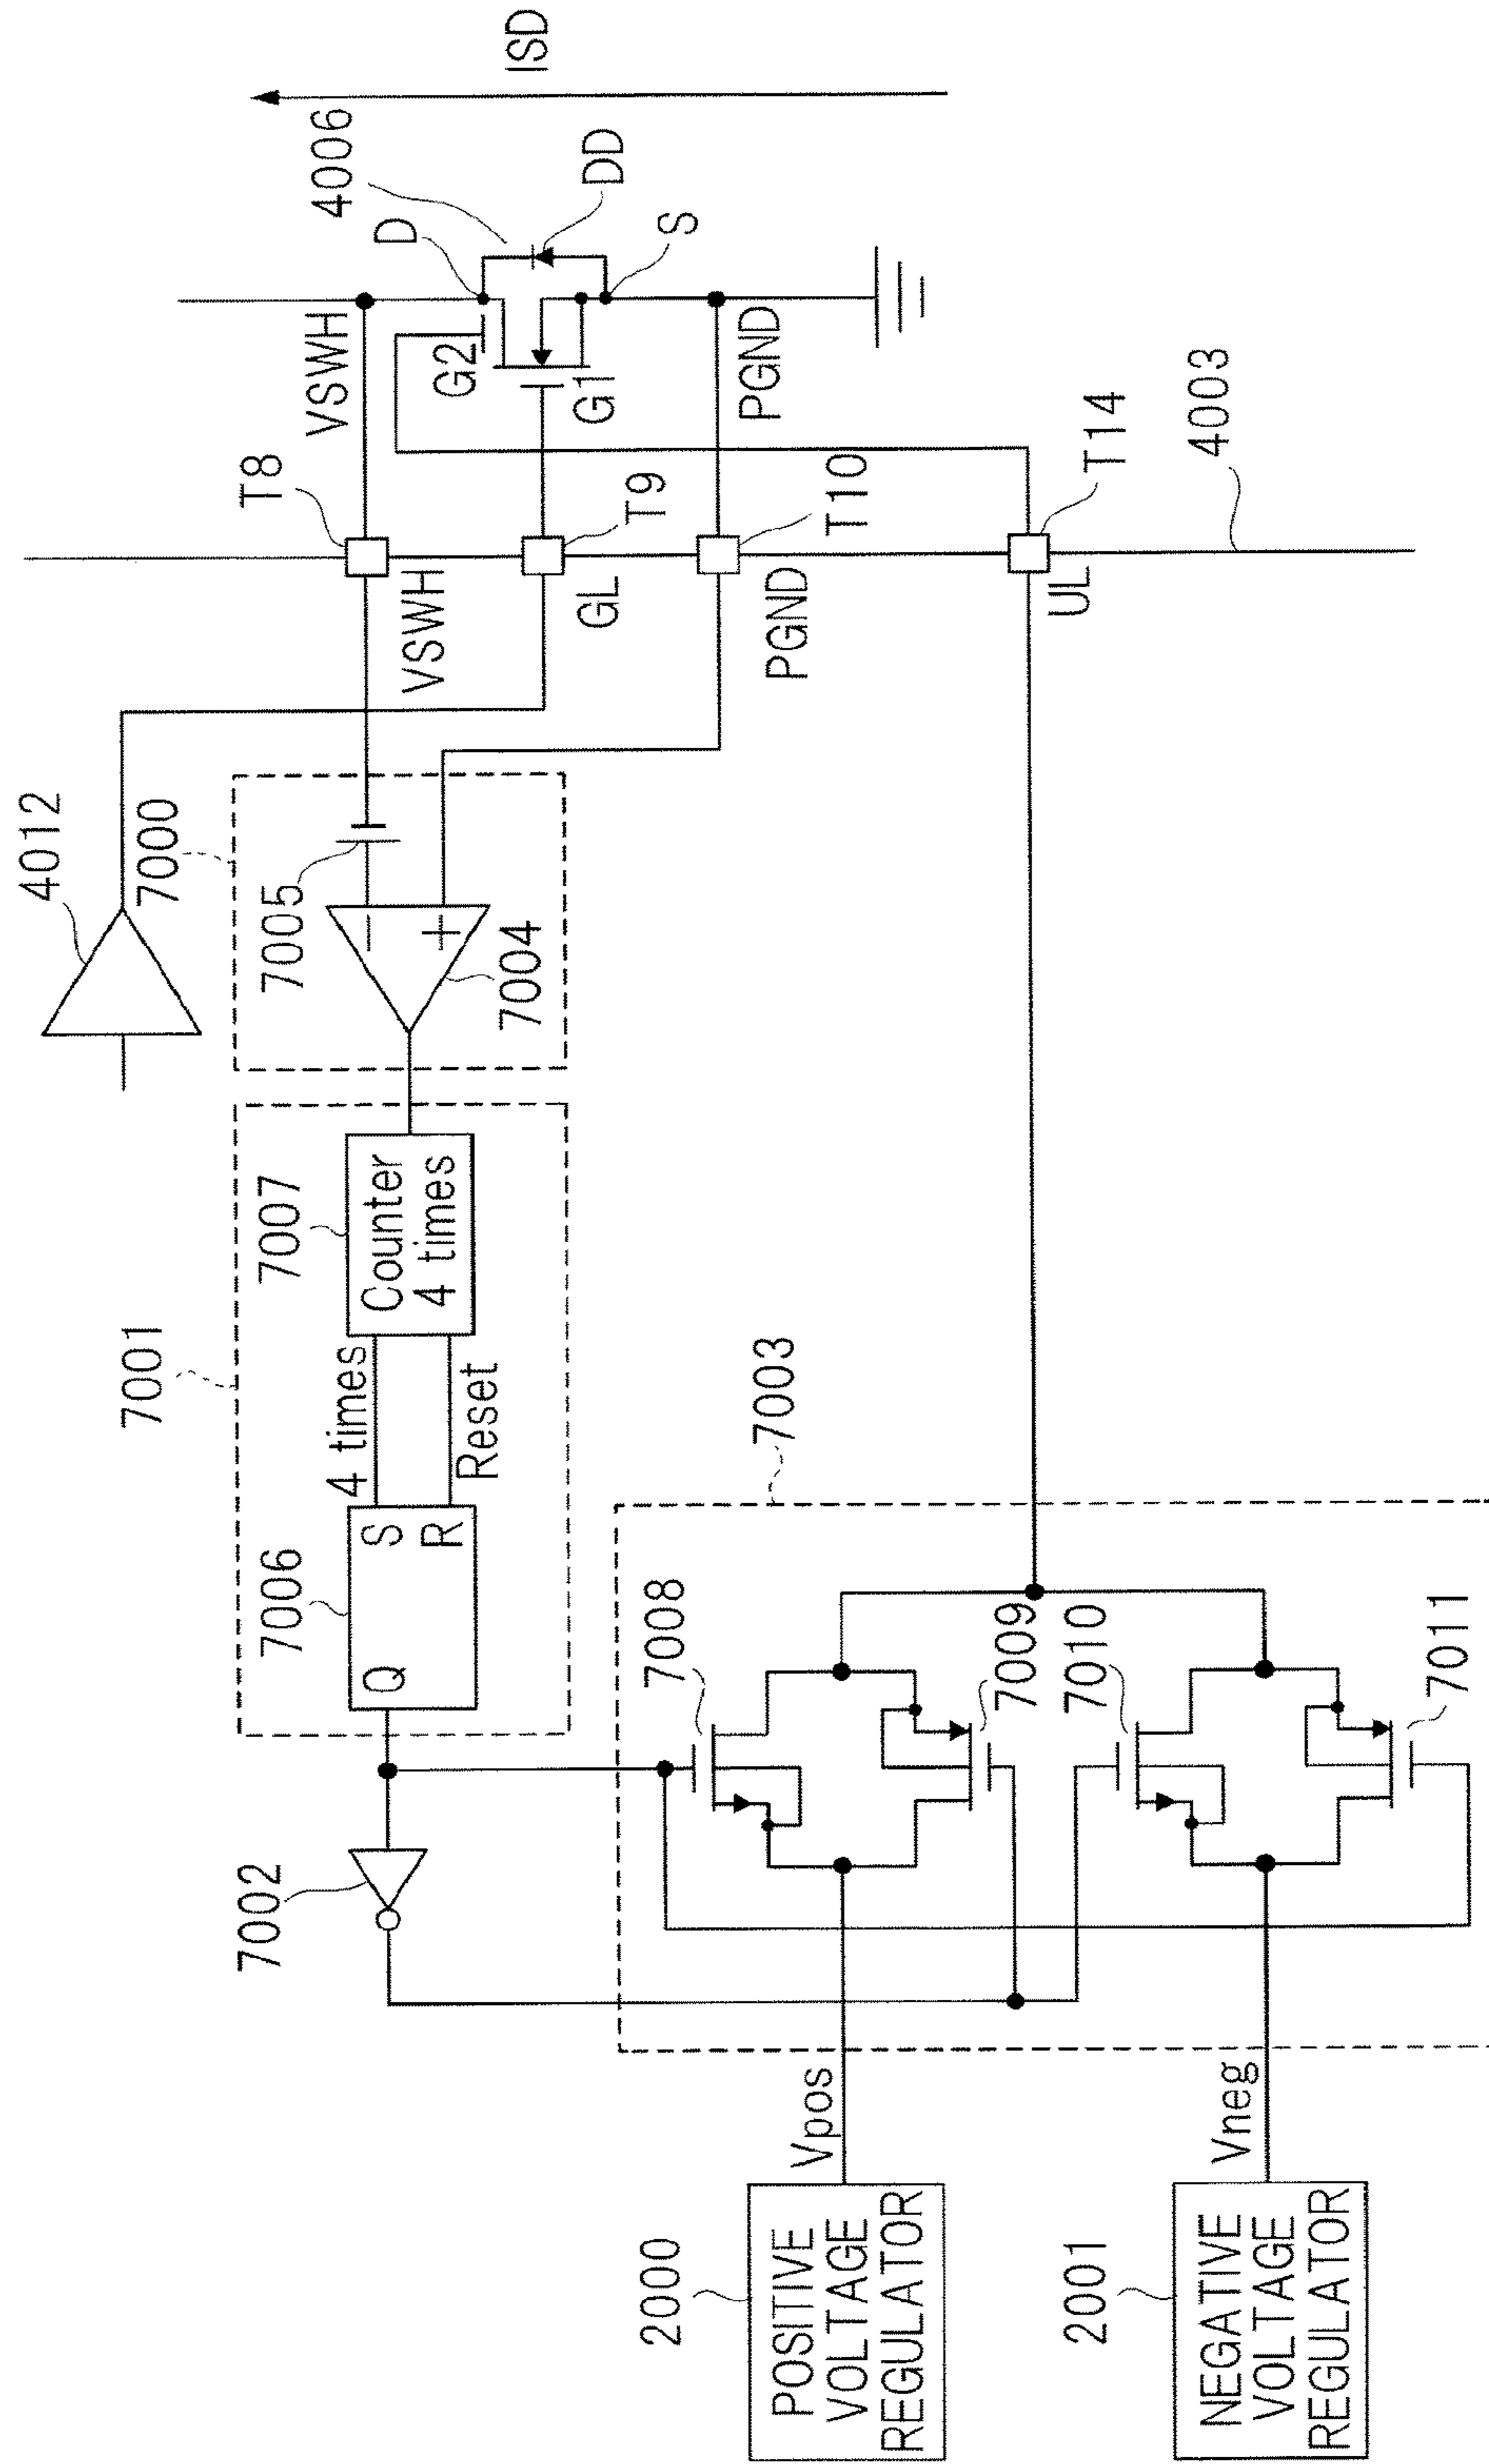 2000
POSITIVE
VOLTAGE
REGULATOR
Vpos
2001
NEGATIVE
VOLTAGE
REGULATOR
Vneg
7002
7003
7008
7009
7010
7011
7001
7006
Q
S
R
4 times
Reset
7007
Counter
4 times
4012
7000
7005
−
+
7004
VSWH
GL
PGND
UL
T8
T9
T10
T14
4003
VSWH
G2
G1
PGND
D
4006
DD
S
ISD